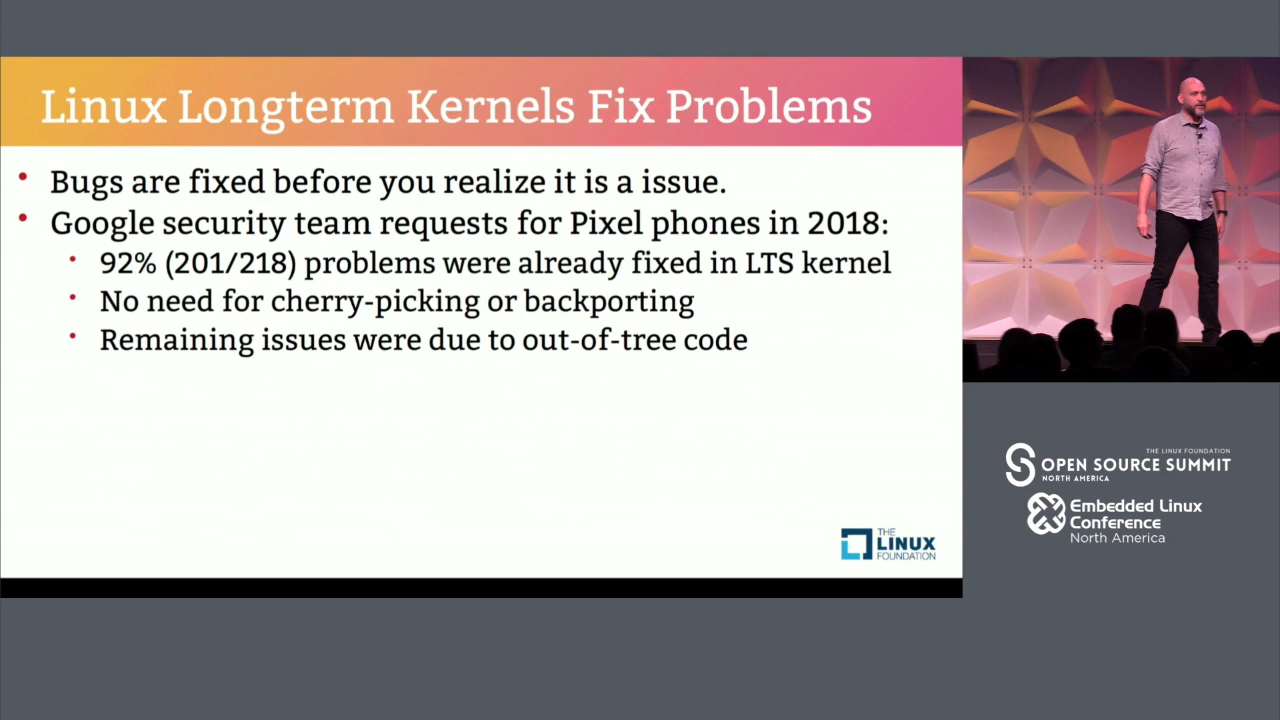 Linux Longterm Kernels Fix Problems
Bugs are fixed before you realize it is a issue.
Google security team requests for Pixel phones in 2018:
92% (201/218) problems were already fixed in LTS kernel
No need for cherry-picking or backporting
Remaining issues were due to out-of-tree code
THE
LINUX
FOUNDATION
THE LINUX FOUNDATION
OPEN SOURCE SUMMIT
NORTH AMERICA
Embedded Linux
Conference
North America